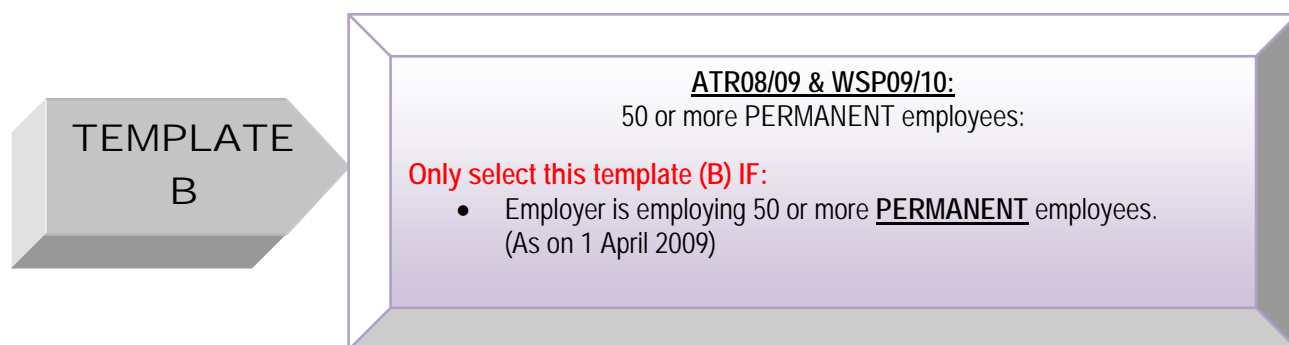 TEMPLATE
B
ATR08/09 & WSP09/10:
50 or more PERMANENT employees:
Only select this template (B) IF:
• Employer is employing 50 or more PERMANENT employees.
(As on 1 April 2009)